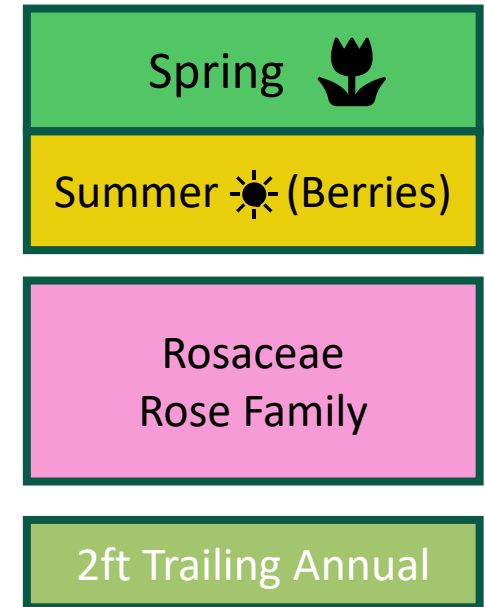 Spring
Summer (Berries)
Rosaceae
Rose Family
2ft Trailing Annual